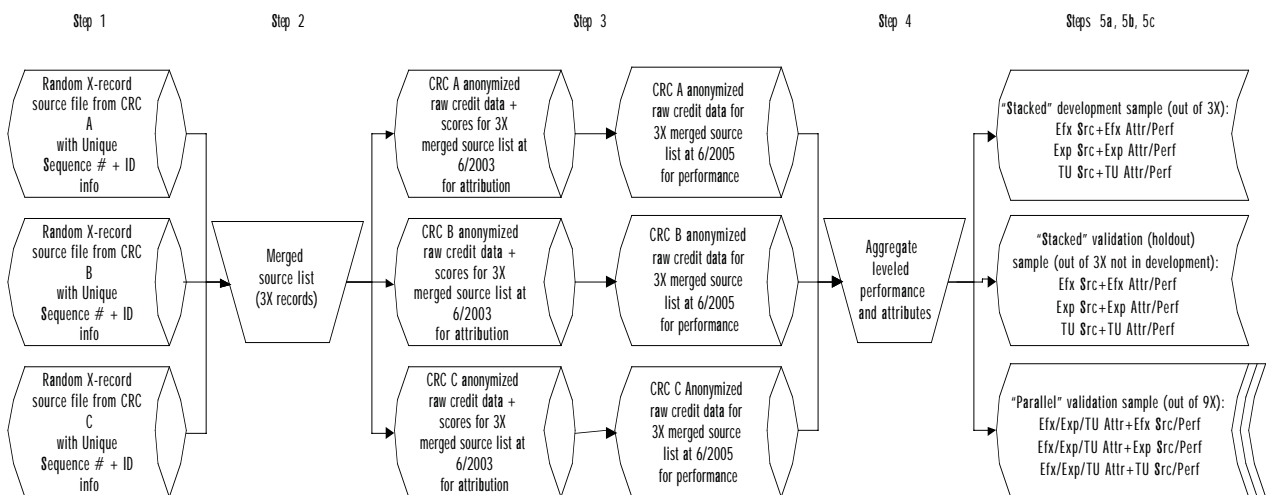 Step 1
Step 2
Step 3
Step 4
Steps 5a, 5b, 5c
Random X-record
source file from CRC
A
with Unique
Sequence # + ID
info
Random X-record
source file from CRC
B
with Unique
Sequence # + ID
info
Random X-record
source file from CRC
C
with Unique
Sequence # + ID
info
Merged
source list
(3X records)
CRC A anonymized
raw credit data +
scores for 3X
merged source list at
6/2003
for attribution
CRC B anonymized
raw credit data +
scores for 3X
merged source list at
6/2003
for attribution
CRC C anonymized
raw credit data +
scores for 3X
merged source list at
6/2003
for attribution
CRC A anonymized
raw credit data for
3X merged source
list at 6/2005
for performance
CRC B anonymized
raw credit data for
3X merged source
list at 6/2005
for performance
CRC C Anonymized
raw credit data for
3X merged source
list at 6/2005
for performance
Aggregate
leveled
performance
and attributes
“Stacked” development sample (out of 3X):
Efx Src+Efx Attr/Perf
Exp Src+Exp Attr/Perf
TU Src+TU Attr/Perf
“Stacked” validation (holdout)
sample (out of 3X not in development):
Efx Src+Efx Attr/Perf
Exp Src+Exp Attr/Perf
TU Src+TU Attr/Perf
“Parallel” validation sample (out of 9X):
Efx/Exp/TU Attr+Efx Src/Perf
Efx/Exp/TU Attr+Exp Src/Perf
Efx/Exp/TU Attr+TU Src/Perf